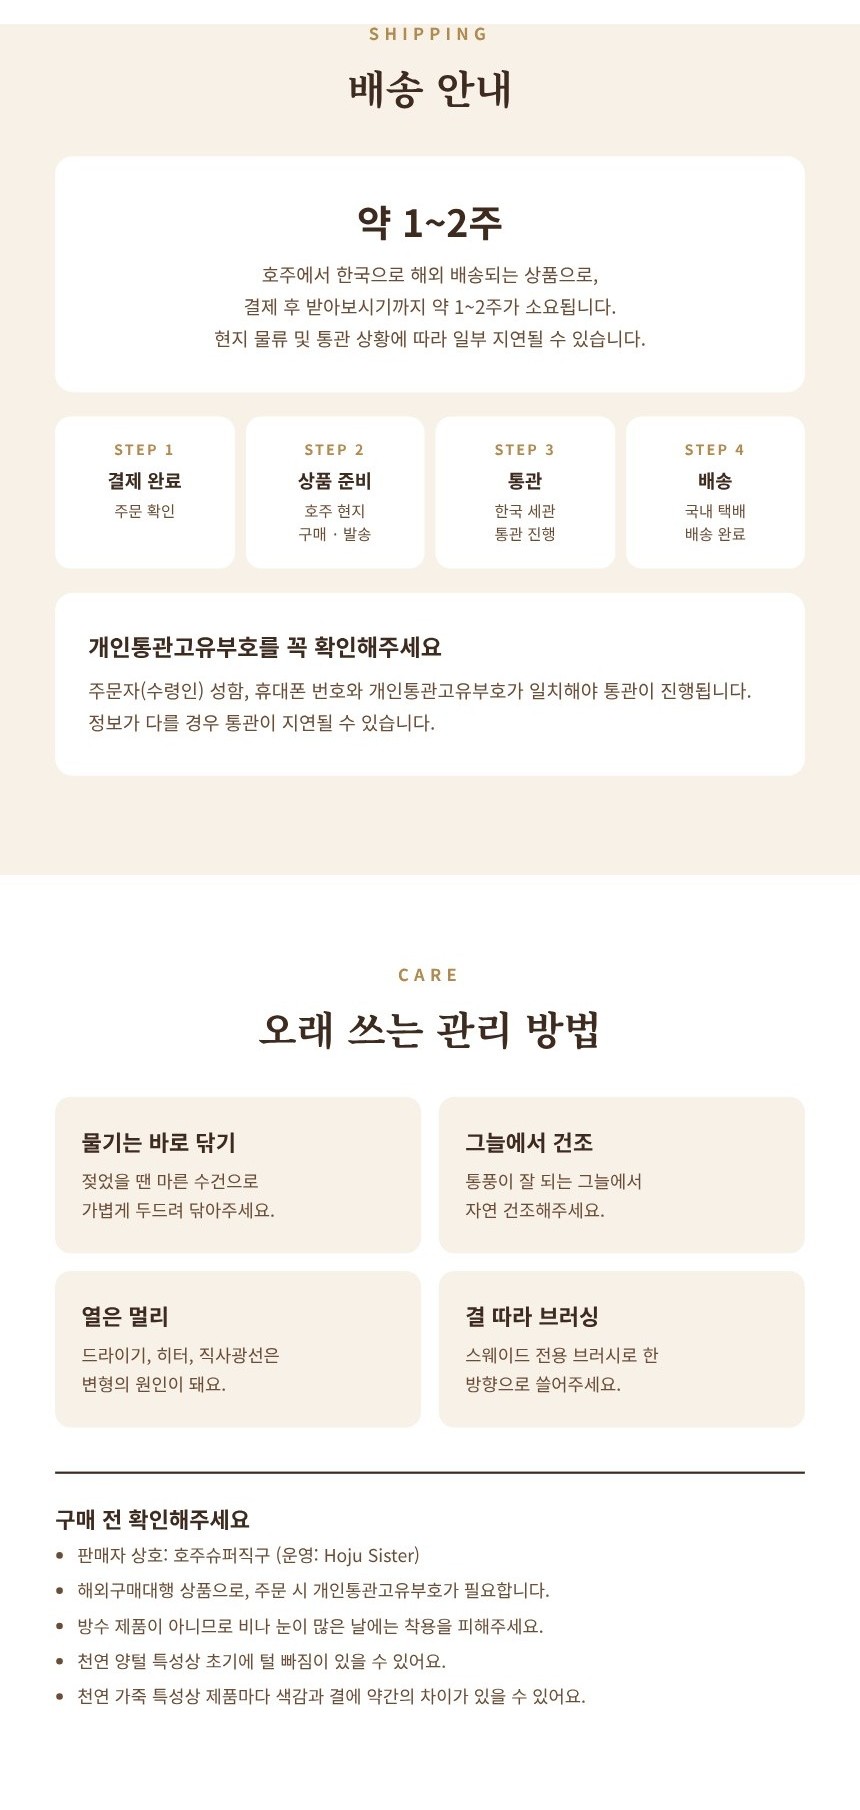 SHIPPING
배송 안내
약 1~2주
호주에서 한국으로 해외 배송되는 상품으로,
결제 후 받아보시기까지 약 1~2주가 소요됩니다.
현지 물류 및 통관 상황에 따라 일부 지연될 수 있습니다.
STEP 1
결제 완료
주문 확인
STEP 2
상품 준비
호주 현지
구매 · 발송
STEP 3
통관
한국 세관
통관 진행
STEP 4
배송
국내 택배
배송 완료
개인통관고유부호를 꼭 확인해주세요
주문자(수령인) 성함, 휴대폰 번호와 개인통관고유부호가 일치해야 통관이 진행됩니다.
정보가 다를 경우 통관이 지연될 수 있습니다.
CARE
오래 쓰는 관리 방법
물기는 바로 닦기
젖었을 땐 마른 수건으로
가볍게 두드려 닦아주세요.
그늘에서 건조
통풍이 잘 되는 그늘에서
자연 건조해주세요.
열은 멀리
드라이기, 히터, 직사광선은
변형의 원인이 돼요.
결 따라 브러싱
스웨이드 전용 브러시로 한
방향으로 쓸어주세요.
구매 전 확인해주세요
• 판매자 상호: 호주슈퍼직구 (운영: Hoju Sister)
• 해외구매대행 상품으로, 주문 시 개인통관고유부호가 필요합니다.
• 방수 제품이 아니므로 비나 눈이 많은 날에는 착용을 피해주세요.
• 천연 양털 특성상 초기에 털 빠짐이 있을 수 있어요.
• 천연 가죽 특성상 제품마다 색감과 결에 약간의 차이가 있을 수 있어요.